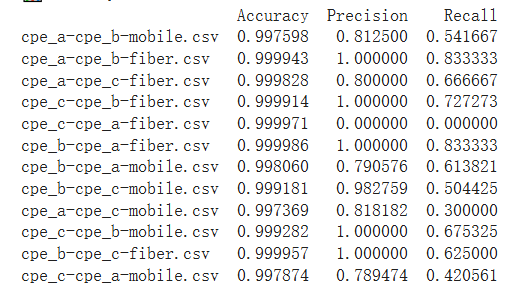 Accuracy Precision Recall
cpe_a-cpe_b-mobile.csv 0.997598 0.812500 0.541667
cpe_a-cpe_b-fiber.csv 0.999943 1.000000 0.833333
cpe_a-cpe_c-fiber.csv 0.999828 0.800000 0.666667
cpe_c-cpe_b-fiber.csv 0.999914 1.000000 0.727273
cpe_c-cpe_a-fiber.csv 0.999971 0.000000 0.000000
cpe_b-cpe_a-fiber.csv 0.999986 1.000000 0.833333
cpe_b-cpe_a-mobile.csv 0.998060 0.790576 0.613821
cpe_b-cpe_c-mobile.csv 0.999181 0.982759 0.504425
cpe_a-cpe_c-mobile.csv 0.997369 0.818182 0.300000
cpe_c-cpe_b-mobile.csv 0.999282 1.000000 0.675325
cpe_b-cpe_c-fiber.csv 0.999957 1.000000 0.625000
cpe_c-cpe_a-mobile.csv 0.997874 0.789474 0.420561